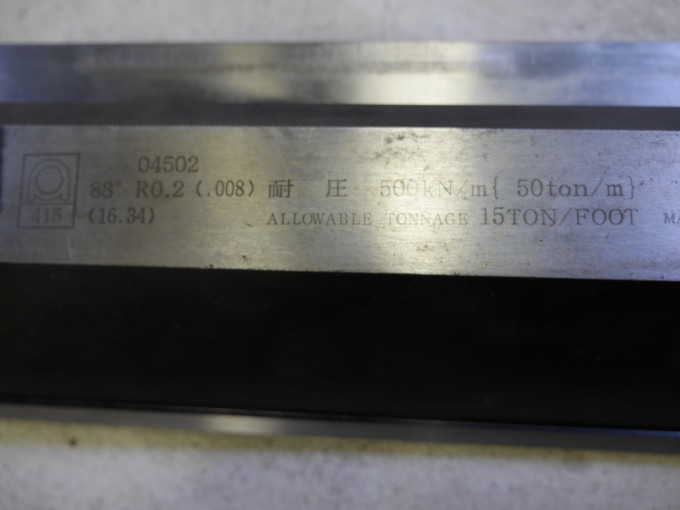 04502
415
88° R0.2 (.008) 耐 圧 500kN/m{ 50ton/m}
(16.34) ALLOWABLE TONNAGE 15TON/FOOT